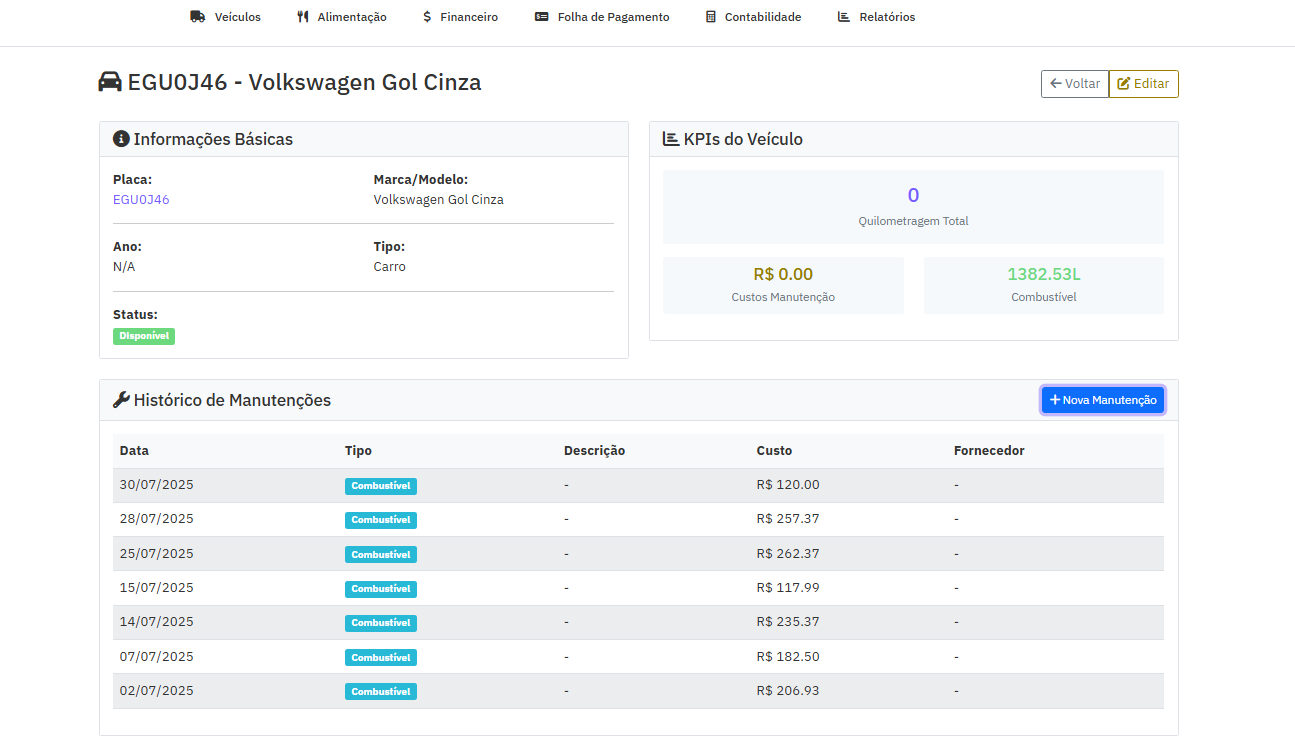 Veículos Alimentação $ Financeiro Folha de Pagamento Contabilidade Relatórios
EGU0J46 - Volkswagen Gol Cinza
Voltar Editar
Informações Básicas
Placa: Marca/Modelo:
EGU0J46 Volkswagen Gol Cinza
Ano: Tipo:
N/A Carro
Status:
Disponível
KPIs do Veículo
0
Quilometragem Total
R$ 0.00 1382.53L
Custos Manutenção Combustível
Histórico de Manutenções + Nova Manutenção
Data Tipo Descrição Custo Fornecedor
30/07/2025 Combustível - R$ 120.00 -
28/07/2025 Combustível - R$ 257.37 -
25/07/2025 Combustível - R$ 262.37 -
15/07/2025 Combustível - R$ 117.99 -
14/07/2025 Combustível - R$ 235.37 -
07/07/2025 Combustível - R$ 182.50 -
02/07/2025 Combustível - R$ 206.93 -